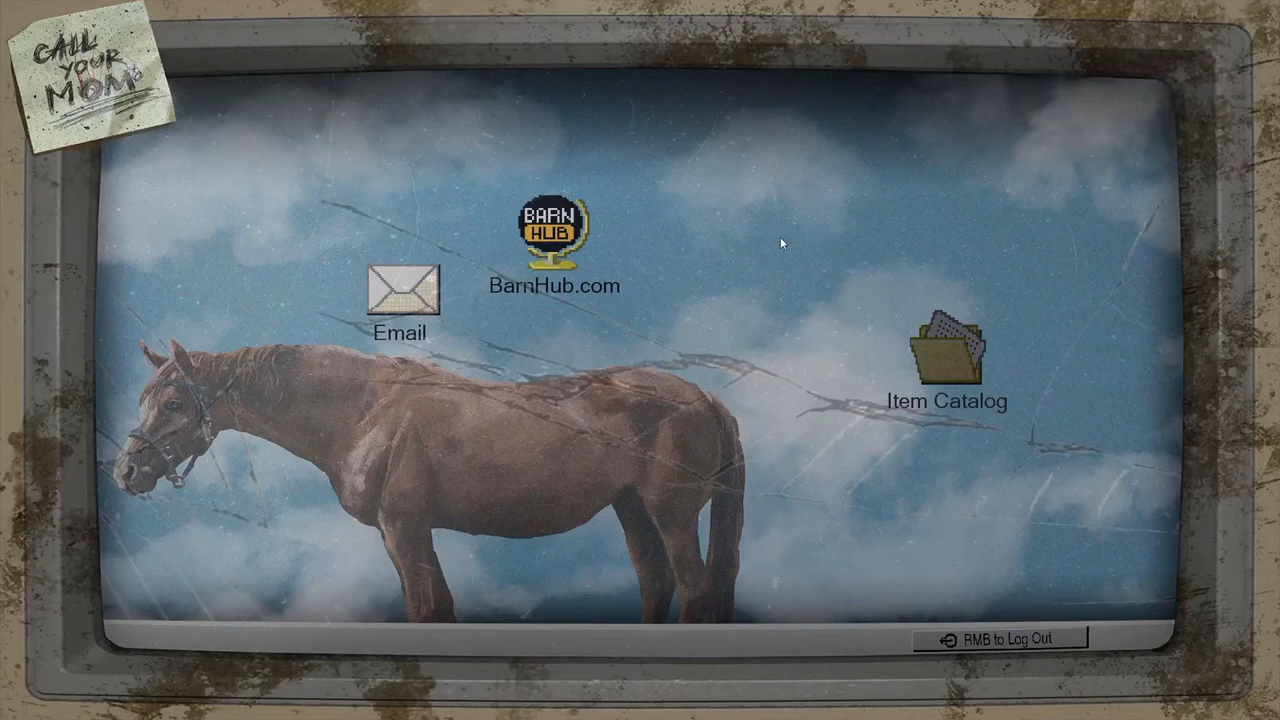 CALL
YOUR
MOM
BARN
HUB
BarnHub.com
Email
Item Catalog
RMB to Log Out